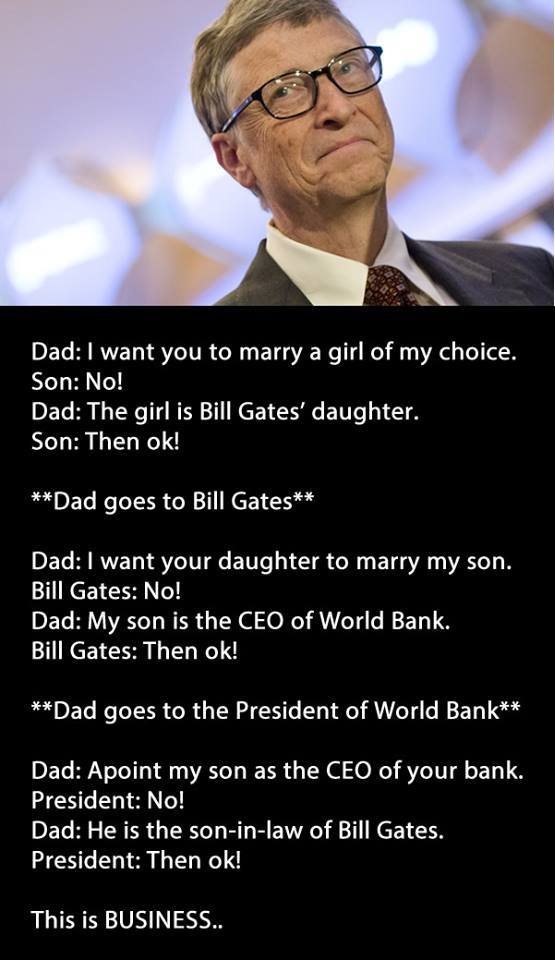 Dad: I want you to marry a girl of my choice.
Son: No!
Dad: The girl is Bill Gates’ daughter.
Son: Then ok!
**Dad goes to Bill Gates**
Dad: I want your daughter to marry my son.
Bill Gates: No!
Dad: My son is the CEO of World Bank.
Bill Gates: Then ok!
**Dad goes to the President of World Bank**
Dad: Apoint my son as the CEO of your bank.
President: No!
Dad: He is the son-in-law of Bill Gates.
President: Then ok!
This is BUSINESS..